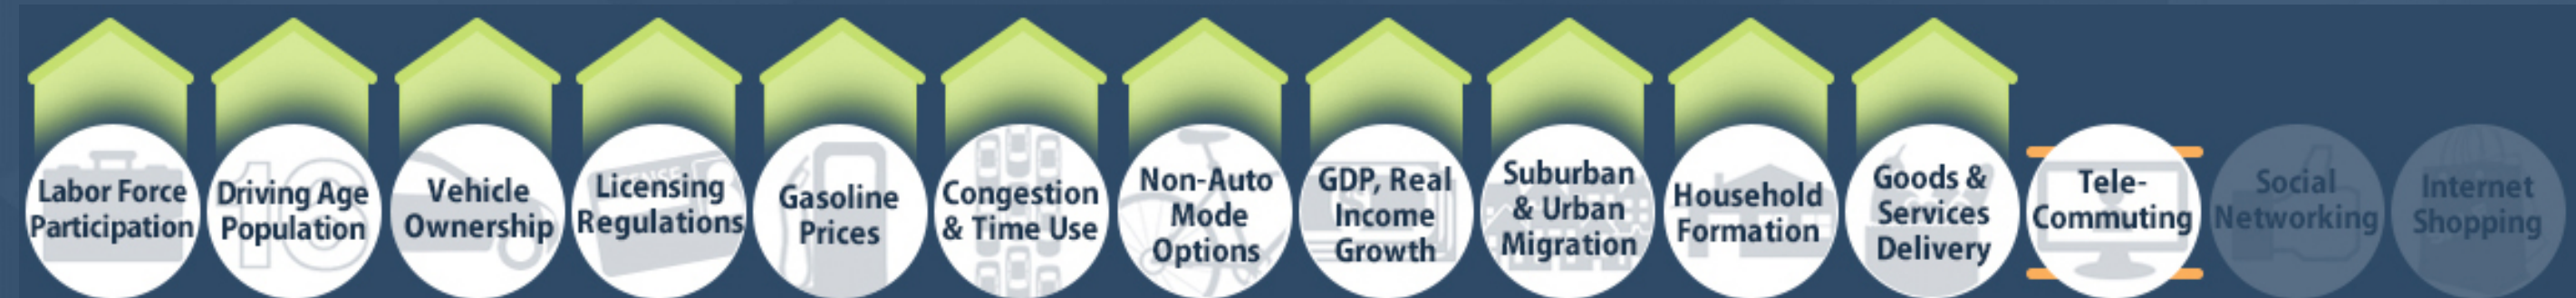 Labor Force
Participation
Driving Age
Population
Vehicle
Ownership
Licensing
Regulations
Gasoline
Prices
Congestion
& Time Use
Non-Auto
Mode
Options
GDP, Real
Income
Growth
Suburban
& Urban
Migration
Household
Formation
Goods &
Services
Delivery
Tele-
Commuting
Social
Networking
Internet
Shopping